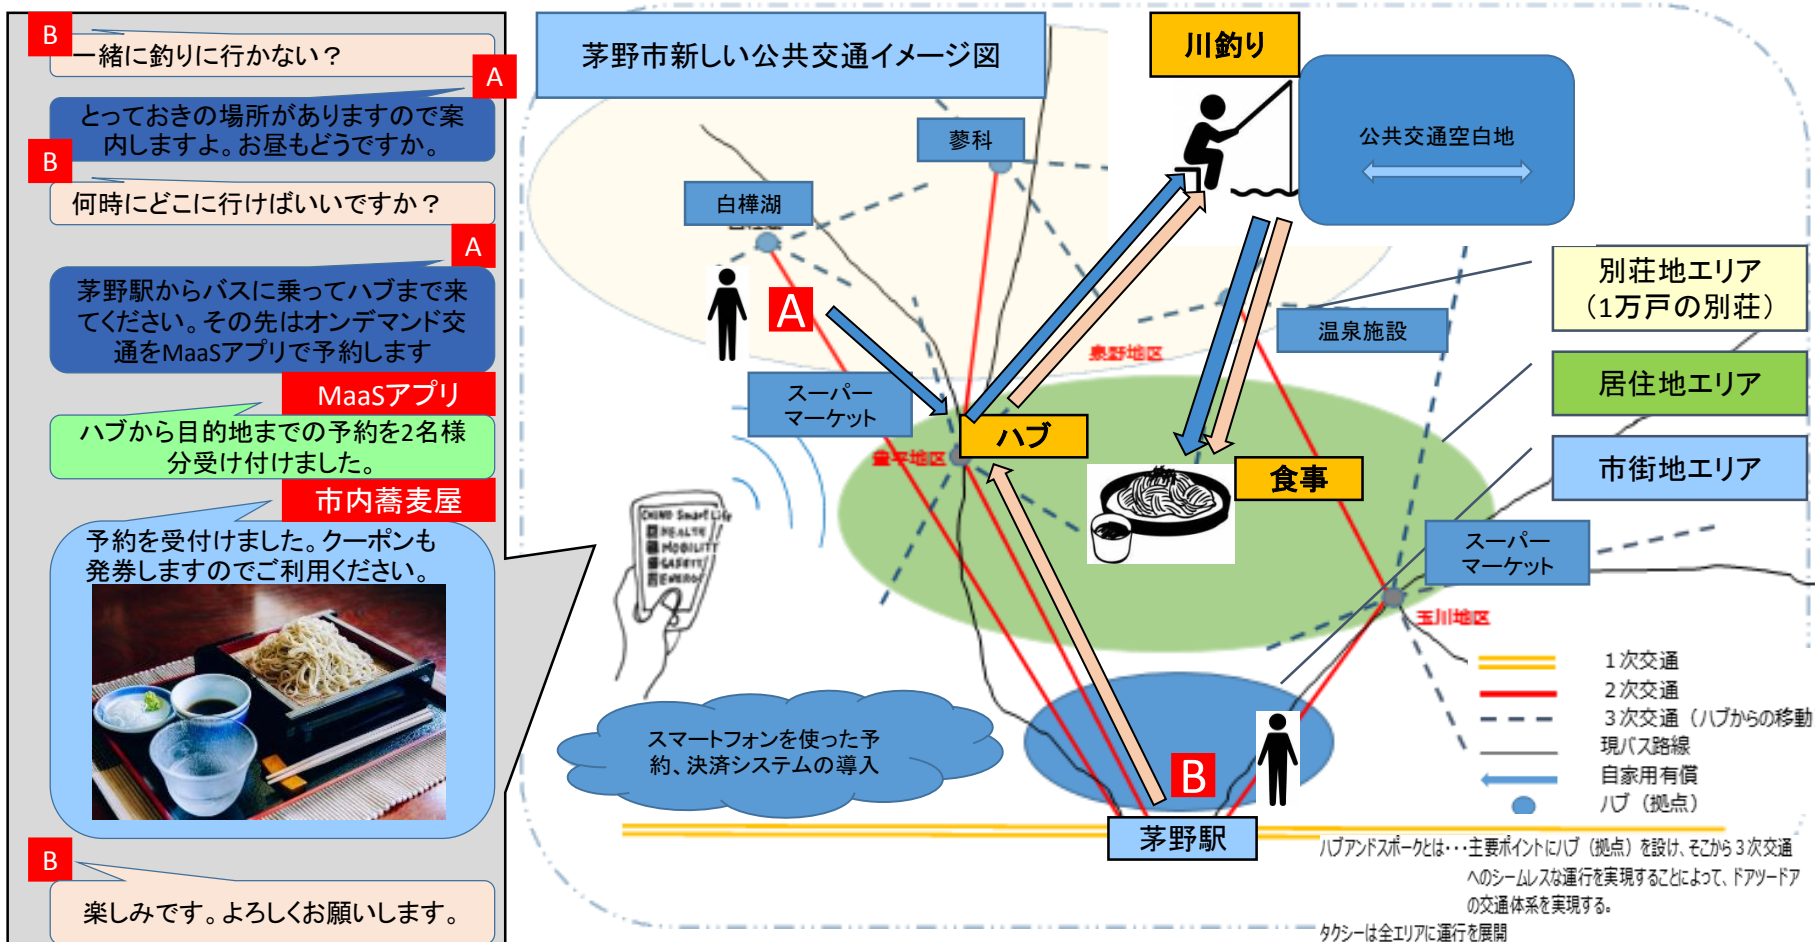 B
一緒に釣りに行かない？
A
とっておきの場所がありますので案
内しますよ。お昼もどうですか。
B
何時にどこに行けばいいですか？
A
茅野駅からバスに乗ってハブまで来
てください。その先はオンデマンド交
通をMaaSアプリで予約します
MaaSアプリ
ハブから目的地までの予約を2名様
分受け付けました。
市内蕎麦屋
予約を受付けました。クーポンも
発券しますのでご利用ください。
B
楽しみです。よろしくお願いします。
茅野市新しい公共交通イメージ図
川釣り
公共交通空白地
蓼科
白樺湖
A
別荘地エリア
（1万戸の別荘）
温泉施設
泉野地区
居住地エリア
スーパー
マーケット
ハブ
豊平地区
食事
市街地エリア
CHINO Smart Life
HEALTH
MOBILITY
ENERGY
スーパー
マーケット
玉川地区
スマートフォンを使った予
約、決済システムの導入
B
茅野駅
1次交通
2次交通
3次交通（ハブからの移動
現バス路線
自家用有償
ハブ（拠点）
ハブアンドスポークとは・・・主要ポイントにハブ（拠点）を設け、そこから3次交通
へのシームレスな運行を実現することによって、ドアツードア
の交通体系を実現する。
タクシーは全エリアに運行を展開